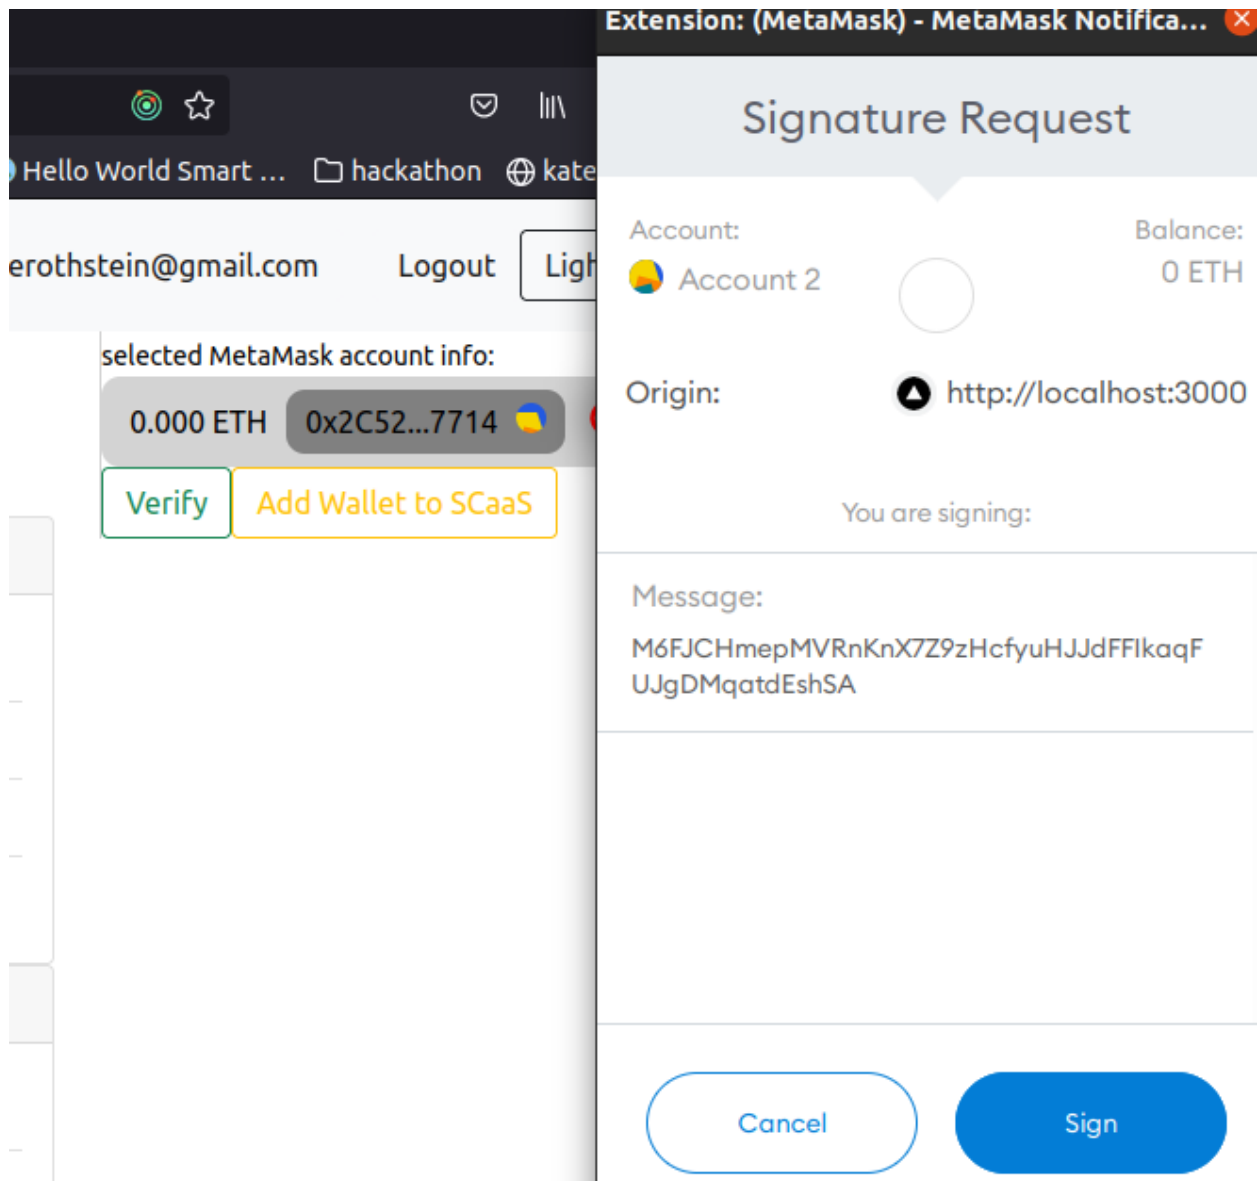 Extension: (MetaMask) - MetaMask Notifica...
Hello World Smart ... hackathon kate
erothstein@gmail.com Logout Ligh
selected MetaMask account info:
0.000 ETH 0x2C52...7714
Verify Add Wallet to SCaaS
Signature Request
Account: Balance:
Account 2 0 ETH
Origin: http://localhost:3000
You are signing:
Message:
M6FJCHmepMVRnKnX7Z9zHcfyuHJJdFFIkaqF
UJgDMqatdEshSA
Cancel Sign